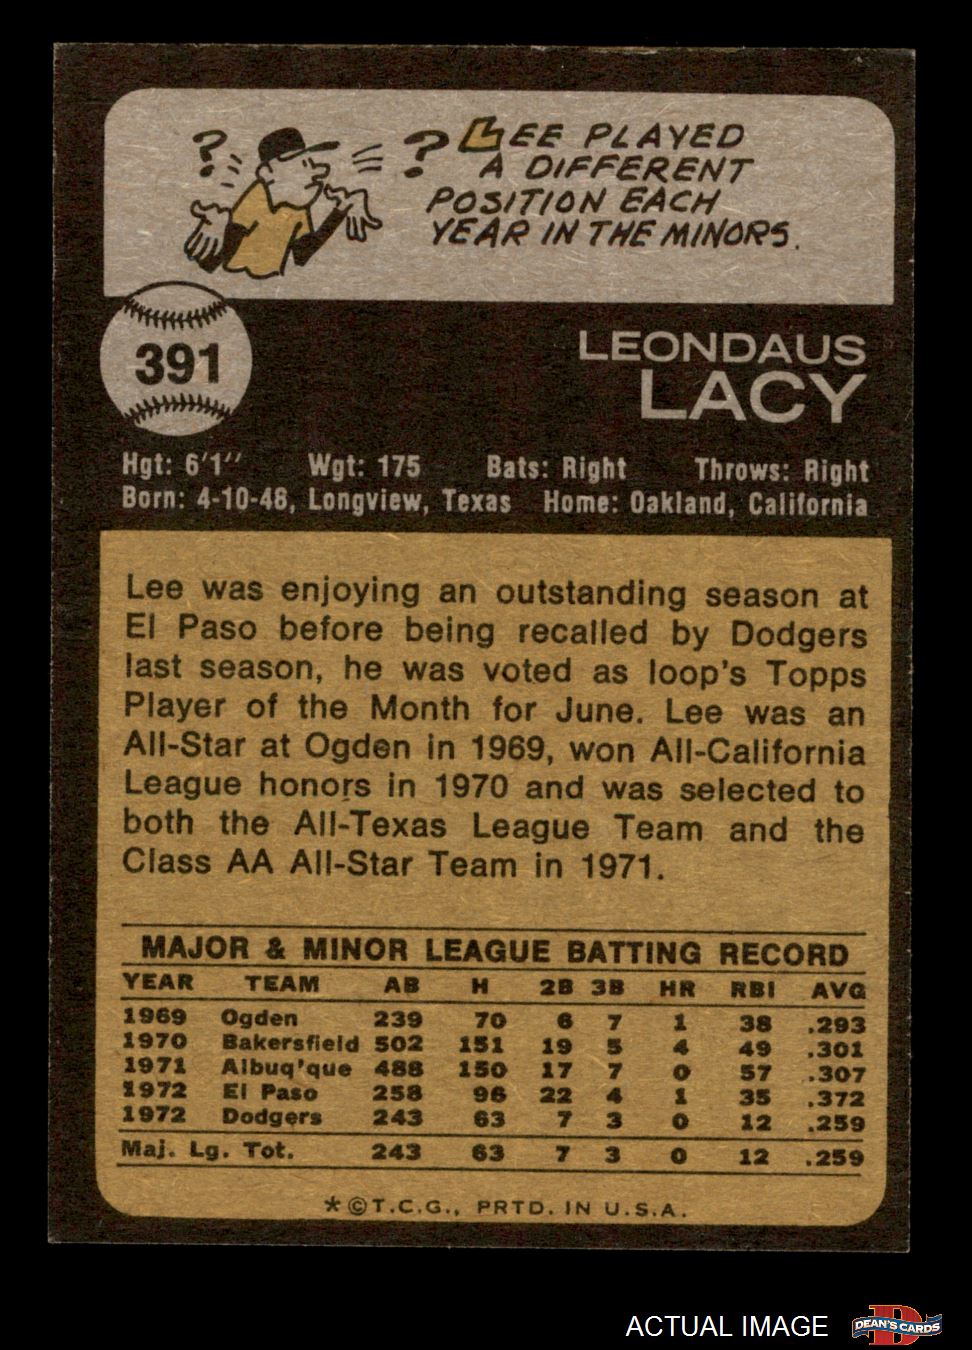 ? ? LEE PLAYED
A DIFFERENT
POSITION EACH
YEAR IN THE MINORS.
391
LEONDAUS
LACY
Hgt: 6'1" Wgt: 175 Bats: Right Throws: Right
Born: 4-10-48, Longview, Texas Home: Oakland, California
Lee was enjoying an outstanding season at
El Paso before being recalled by Dodgers
last season, he was voted as loop's Topps
Player of the Month for June. Lee was an
All-Star at Ogden in 1969, won All-California
League honors in 1970 and was selected to
both the All-Texas League Team and the
Class AA All-Star Team in 1971.
MAJOR & MINOR LEAGUE BATTING RECORD
YEAR TEAM AB H 2B 3B HR RBI AVG
1969 Ogden 239 70 6 7 1 38 .293
1970 Bakersfield 502 151 19 5 4 49 .301
1971 Albuq'que 488 150 17 7 0 57 .307
1972 El Paso 258 96 22 4 1 35 .372
1972 Dodgers 243 63 7 3 0 12 .259
Maj. Lg. Tot. 243 63 7 3 0 12 .259
*©T.C.G., PRTD. IN U.S.A.
ACTUAL IMAGE
D
DEAN'S CARDS